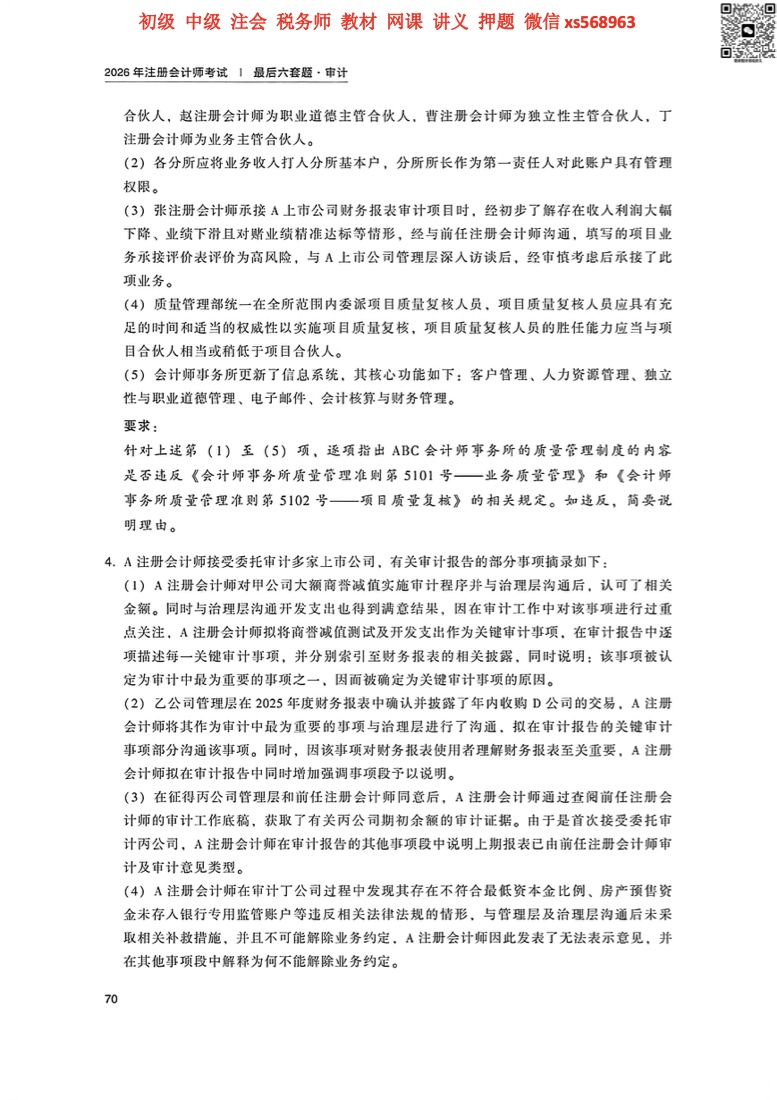 初级 中级 注会 税务师 教材 网课 讲义 押题 微信 xs568963
2026 年注册会计师考试 | 最后六套题·审计
合伙人，赵注册会计师为职业道德主管合伙人，曹注册会计师为独立性主管合伙人，丁
注册会计师为业务主管合伙人。
(2) 各分所应将业务收入打入分所基本户，分所所长作为第一责任人对此账户具有管理
权限。
(3) 张注册会计师承接 A 上市公司财务报表审计项目时，经初步了解存在收入利润大幅
下降、业绩下滑且对赌业绩精准达标等情形，经与前任注册会计师沟通，填写的项目业
务承接评价表评价为高风险，与 A 上市公司管理层深入访谈后，经审慎考虑后承接了此
项业务。
(4) 质量管理部统一在全所范围内委派项目质量复核人员，项目质量复核人员应具有充
足的时间和适当的权威性以实施项目质量复核，项目质量复核人员的胜任能力应当与项
目合伙人相当或稍低于项目合伙人。
(5) 会计师事务所更新了信息系统，其核心功能如下：客户管理、人力资源管理、独立
性与职业道德管理、电子邮件、会计核算与财务管理。
要求：
针对上述第 (1) 至 (5) 项，逐项指出 ABC 会计师事务所的质量管理制度的内容
是否违反《会计师事务所质量管理准则第 5101 号——业务质量管理》和《会计师
事务所质量管理准则第 5102 号——项目质量复核》的相关规定。如违反，简要说
明理由。
4. A 注册会计师接受委托审计多家上市公司，有关审计报告的部分事项摘录如下：
(1) A 注册会计师对甲公司大额商誉减值实施审计程序并与治理层沟通后，认可了相关
金额。同时与治理层沟通开发支出也得到满意结果，因在审计工作中对该事项进行过重
点关注，A 注册会计师拟将商誉减值测试及开发支出作为关键审计事项，在审计报告中逐
项描述每一关键审计事项，并分别索引至财务报表的相关披露，同时说明：该事项被认
定为审计中最为重要的事项之一，因而被确定为关键审计事项的原因。
(2) 乙公司管理层在 2025 年度财务报表中确认并披露了年内收购 D 公司的交易，A 注册
会计师将其作为审计中最为重要的事项与治理层进行了沟通，拟在审计报告的关键审计
事项部分沟通该事项。同时，因该事项对财务报表使用者理解财务报表至关重要，A 注册
会计师拟在审计报告中同时增加强调事项段予以说明。
(3) 在征得丙公司管理层和前任注册会计师同意后，A 注册会计师通过查阅前任注册会
计师的审计工作底稿，获取了有关丙公司期初余额的审计证据。由于是首次接受委托审
计丙公司，A 注册会计师在审计报告的其他事项段中说明上期报表已由前任注册会计师审
计及审计意见类型。
(4) A 注册会计师在审计丁公司过程中发现其存在不符合最低资本金比例、房产预售资
金未存入银行专用监管账户等违反相关法律法规的情形，与管理层及治理层沟通后未采
取相关补救措施，并且不可能解除业务约定，A 注册会计师因此发表了无法表示意见，并
在其他事项段中解释为何不能解除业务约定。
70